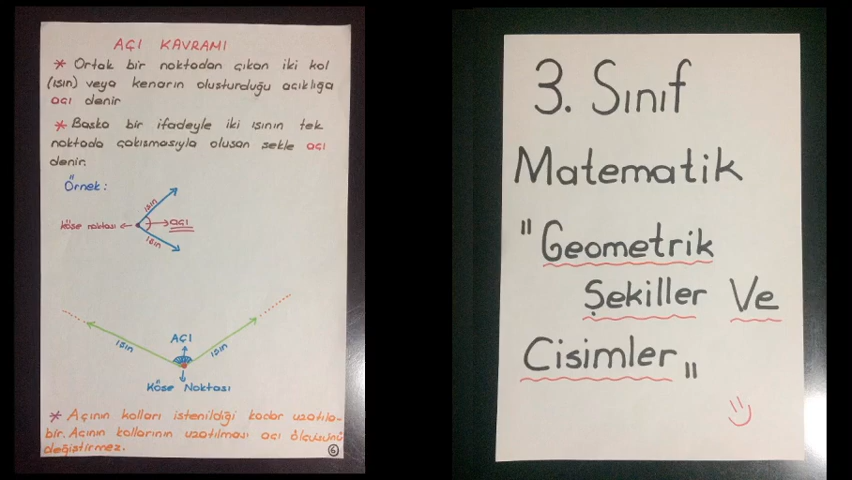 AÇI KAVRAMI
* Ortak bir noktadan çıkan iki kol
(ışın) veya kenarın oluşturduğu açıklığa
açı denir
* Başka bir ifadeyle iki ışının tek
noktada çakışmasıyla oluşan şekle açı
denir.
Örnek:
ışın
Köşe noktası
açı
ışın
AÇI
ışın
ışın
Köşe Noktası
* Açının kolları istenildiği kadar uzatıla-
bir. Açının kollarının uzatılması açı ölçüsünü
değiştirmez.
6
3. Sınıf
Matematik
"Geometrik
Şekiller Ve
Cisimler"